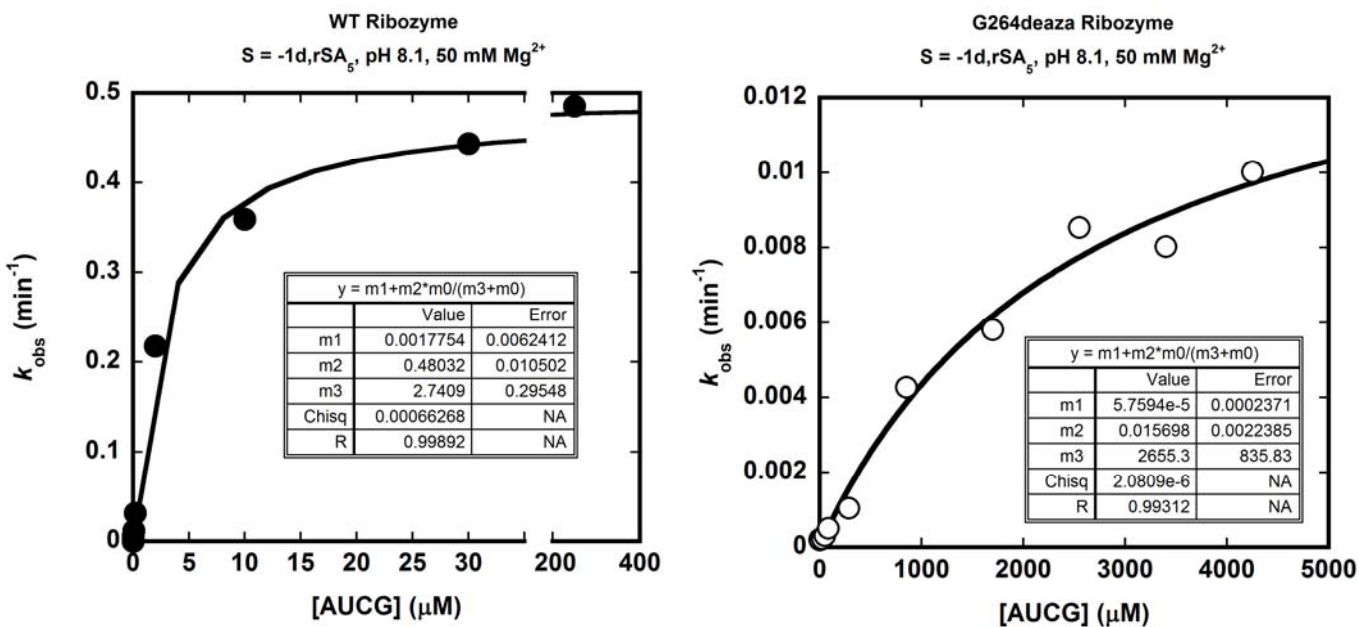 WT Ribozyme
S = -1d,rSA5, pH 8.1, 50 mM Mg2+
0.5
0.4
0.3
0.2
0.1
0
kobs (min-1)
y = m1+m2*m0/(m3+m0)
Value Error
m1 0.0017754 0.0062412
m2 0.48032 0.010502
m3 2.7409 0.29548
Chisq 0.00066268 NA
R 0.99892 NA
0 5 10 15 20 25 30 200 400
[AUCG] (μM)
G264deaza Ribozyme
S = -1d,rSA5, pH 8.1, 50 mM Mg2+
0.012
0.01
0.008
0.006
0.004
0.002
0
kobs (min-1)
y = m1+m2*m0/(m3+m0)
Value Error
m1 5.7594e-5 0.0002371
m2 0.015698 0.0022385
m3 2655.3 835.83
Chisq 2.0809e-6 NA
R 0.99312 NA
0 1000 2000 3000 4000 5000
[AUCG] (μM)